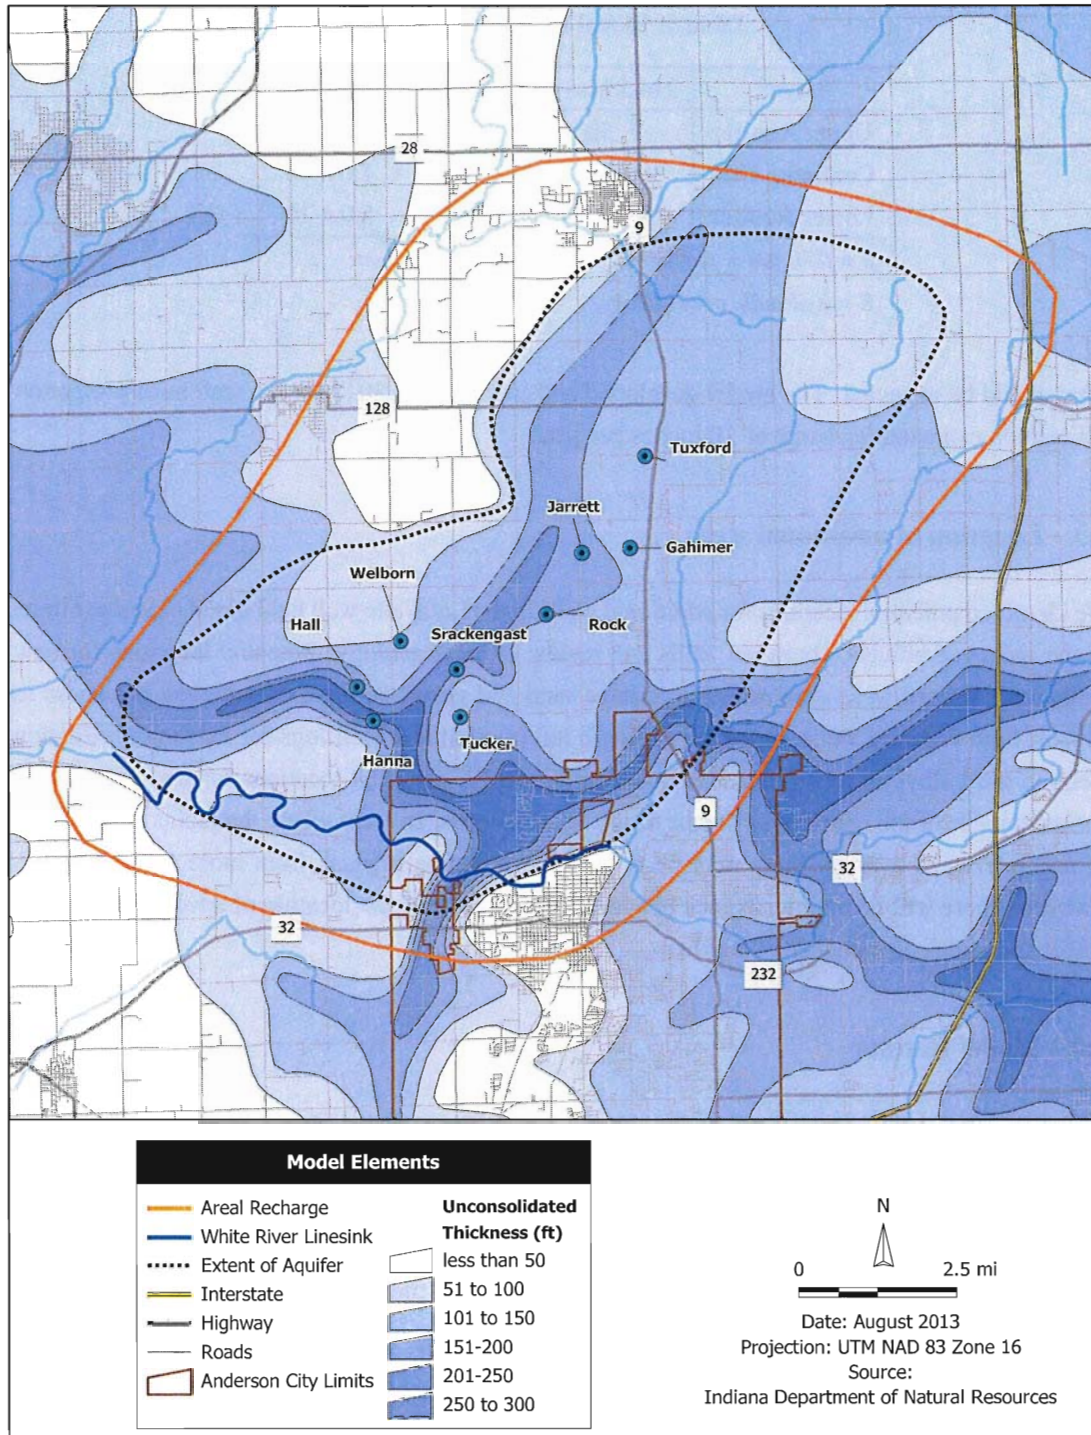 28
9
128
Tuxford
Jarrett
Gahimer
Welborn
Hall
Srackengast
Rock
Tucker
Hanna
9
32
32
232
Model Elements
Areal Recharge
White River Linesink
Extent of Aquifer
Interstate
Highway
Roads
Anderson City Limits
Unconsolidated
Thickness (ft)
less than 50
51 to 100
101 to 150
151-200
201-250
250 to 300
N
0 2.5 mi
Date: August 2013
Projection: UTM NAD 83 Zone 16
Source:
Indiana Department of Natural Resources